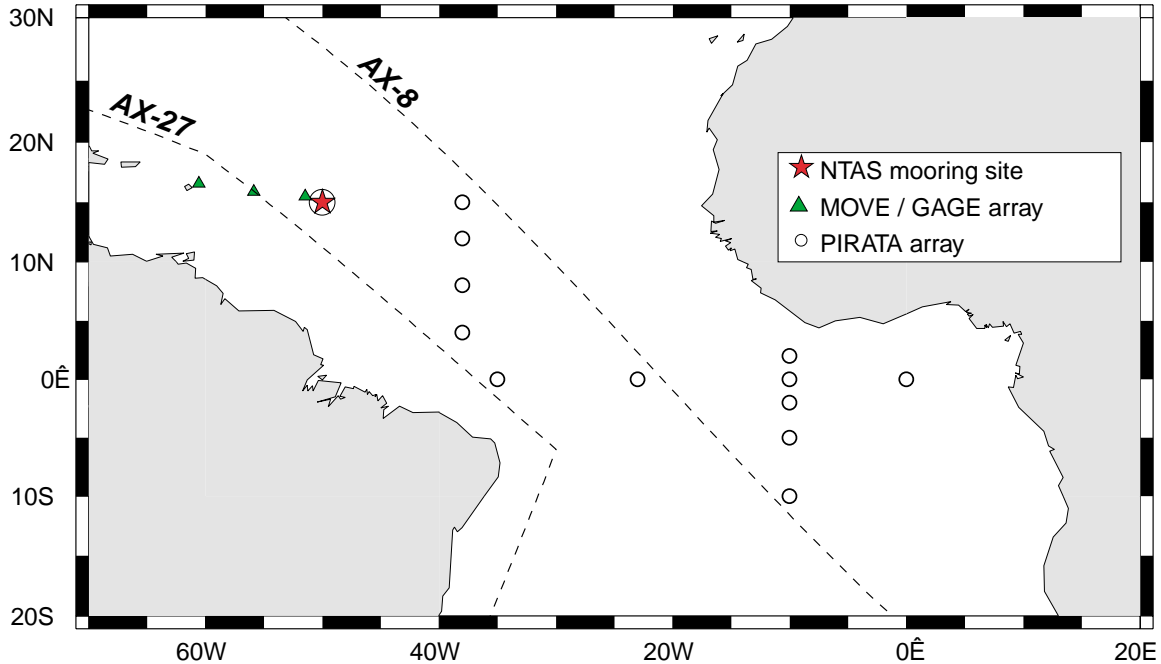 30N
AX-8
AX-27
20N
NTAS mooring site
MOVE / GAGE array
PIRATA array
10N
0Ê
10S
20S
60W
40W
20W
0Ê
20E